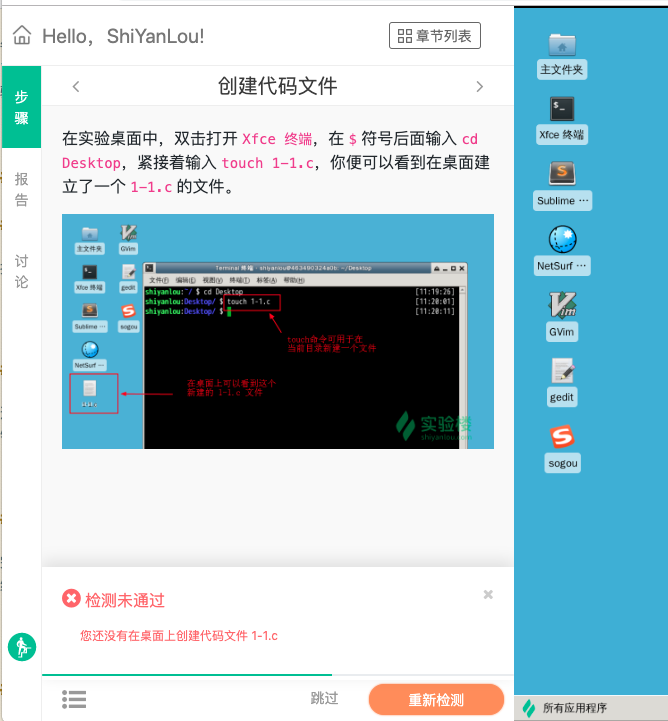 Hello，ShiYanLou!
章节列表
步骤
报告
讨论
创建代码文件
在实验桌面中，双击打开 Xfce 终端，在 $ 符号后面输入 cd
Desktop，紧接着输入 touch 1-1.c，你便可以看到在桌面建
立了一个 1-1.c 的文件。
主文件夹
GVim
Xfce 终端
gedit
Sublime ⋯
sogou
NetSurf ⋯
Terminal 终端 - shiyanlou@463490324a0b: ~/Desktop
文件(F) 编辑(E) 视图(V) 终端(T) 标签(A) 帮助(H)
shiyanlou:~/ $ cd Desktop [11:19:26]
shiyanlou:Desktop/ $ touch 1-1.c [11:20:01]
shiyanlou:Desktop/ $ [11:20:11]
touch命令可用于在
当前目录新建一个文件
在桌面上可以看到这个
新建的 1-1.c 文件
实验楼
shiyanlou.com
检测未通过
您还没有在桌面上创建代码文件 1-1.c
跳过
重新检测
主文件夹
Xfce 终端
Sublime ⋯
NetSurf ⋯
GVim
gedit
sogou
所有应用程序